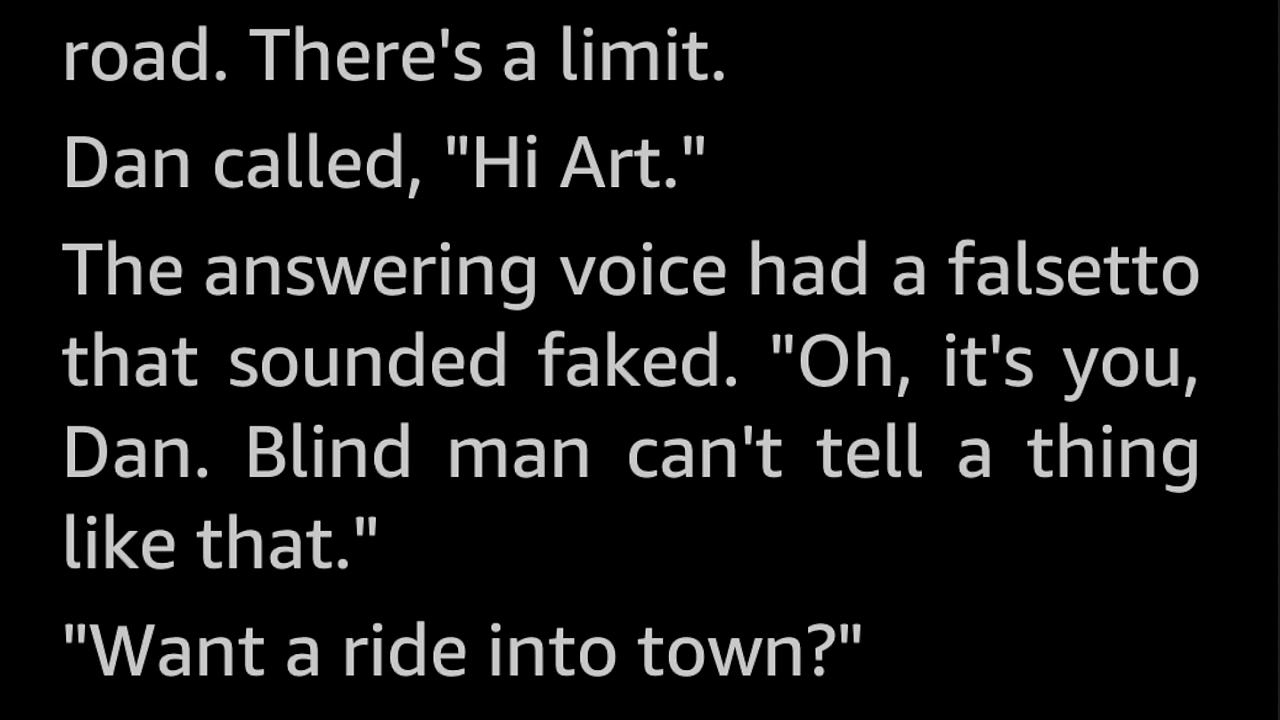 road. There's a limit.
Dan called, "Hi Art."
The answering voice had a falsetto
that sounded faked. "Oh, it's you,
Dan. Blind man can't tell a thing
like that."
"Want a ride into town?"